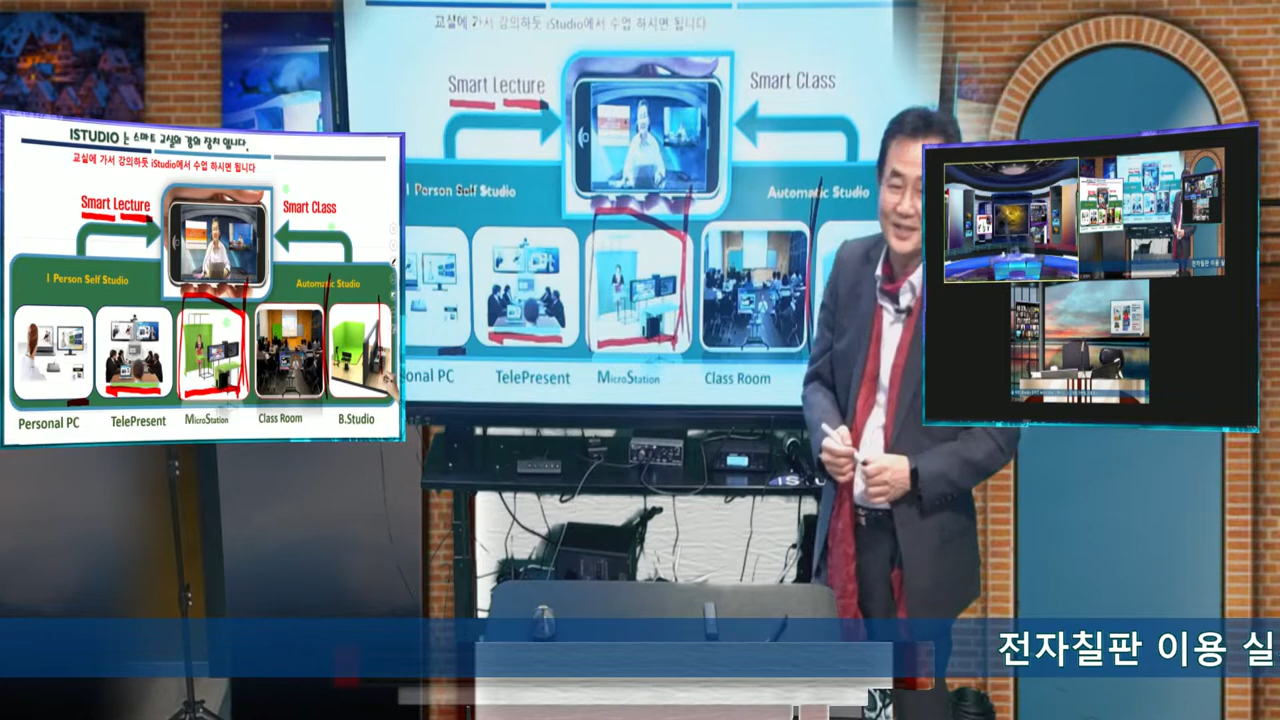 ISTUDIO 는 스마트 교실의 강의 장치 입니다.
교실에 가서 강의하듯 iStudio에서 수업 하시면 됩니다
Smart Lecture
Smart CLass
1 Person Self Studio
Automatic Studio
Personal PC
TelePresent
MicroStation
Class Room
B.Studio
교실에 가서 강의하듯 iStudio에서 수업 하시면 됩니다
Smart Lecture
Smart CLass
1 Person Self Studio
Automatic Studio
onal PC
TelePresent
MicroStation
Class Room
전자칠판 이용 실